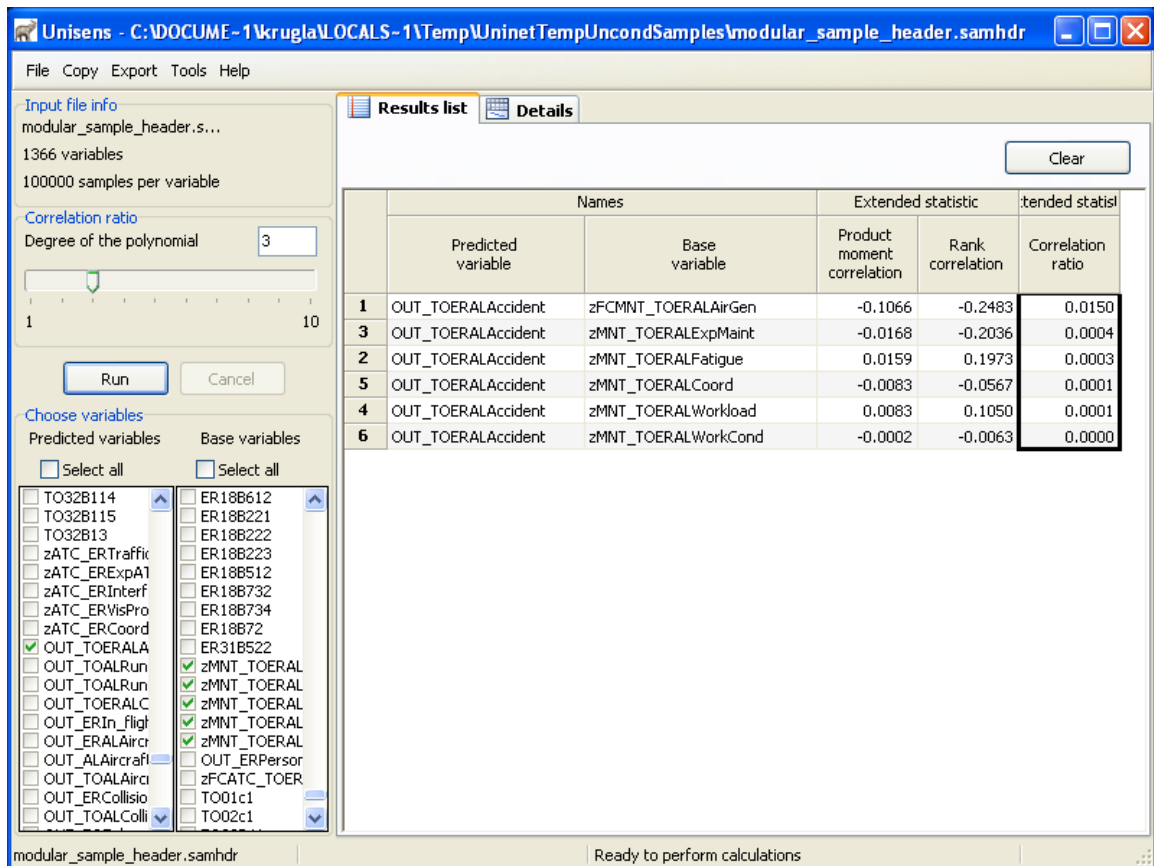 Unisens - C:\DOCUME~1\krugla\LOCALS~1\Temp\UninetTempUncondSamples\modular_sample_header.samhdr
File Copy Export Tools Help
Input file info
modular_sample_header.s...
1366 variables
100000 samples per variable
Correlation ratio
Degree of the polynomial 3
1 10
Run Cancel
Choose variables
Predicted variables Base variables
Select all Select all
TO32B114 ER18B612
TO32B115 ER18B221
TO32B13 ER18B222
zATC_ERTraffic ER18B223
zATC_ERExpAT ER18B512
zATC_ERInterf ER18B732
zATC_ERVisPro ER18B734
zATC_ERCoord ER18B72
OUT_TOERALA ER31B522
OUT_TOALRun zMNT_TOERAL
OUT_TOALRun zMNT_TOERAL
OUT_TOERALC zMNT_TOERAL
OUT_ERIn_fligh zMNT_TOERAL
OUT_ERALAircr zMNT_TOERAL
OUT_ALAircraft OUT_ERPerson
OUT_TOALAircr zFCATC_TOER
OUT_ERCollisio TO01c1
OUT_TOALColli TO02c1
Results list Details
Clear
Names Extended statistic tended statist
Predicted variable Base variable Product moment correlation Rank correlation Correlation ratio
1 OUT_TOERALAccident zFCMNT_TOERALAirGen -0.1066 -0.2483 0.0150
3 OUT_TOERALAccident zMNT_TOERALExpMaint -0.0168 -0.2036 0.0004
2 OUT_TOERALAccident zMNT_TOERALFatigue 0.0159 0.1973 0.0003
5 OUT_TOERALAccident zMNT_TOERALCoord -0.0083 -0.0567 0.0001
4 OUT_TOERALAccident zMNT_TOERALWorkload 0.0083 0.1050 0.0001
6 OUT_TOERALAccident zMNT_TOERALWorkCond -0.0002 -0.0063 0.0000
modular_sample_header.samhdr Ready to perform calculations